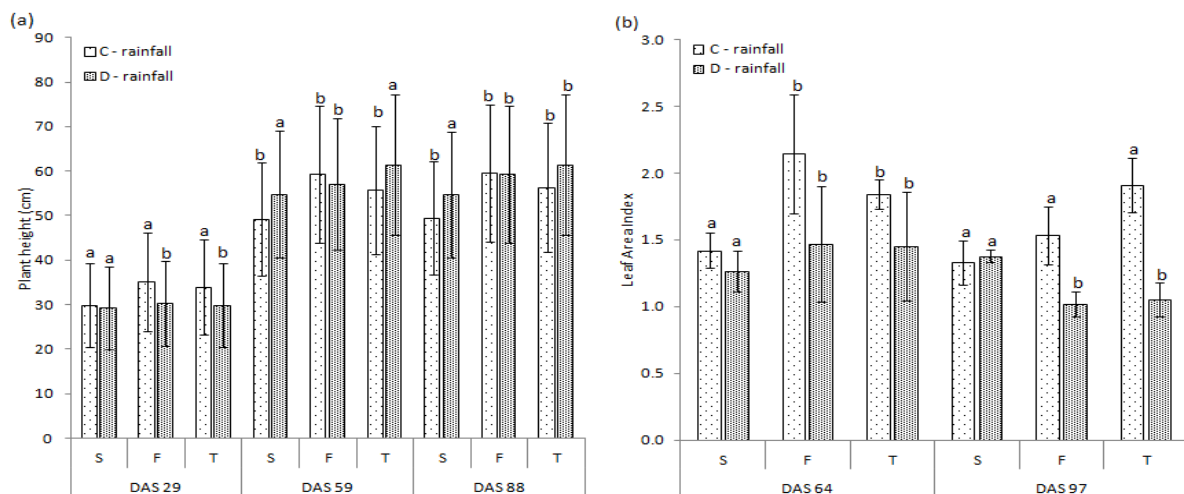 (a)
Plant height (cm)
90
80
70
60
50
40
30
20
10
0
C - rainfall
D - rainfall
a a a b a b b a b b b a b a b b b b
S F T S F T S F T
DAS 29 DAS 59 DAS 88
(b)
Leaf AreaIndex
3.0
2.5
2.0
1.5
1.0
0.5
0.0
C - rainfall
D - rainfall
a a b b b b a a a b a b
S F T S F T
DAS 64 DAS 97